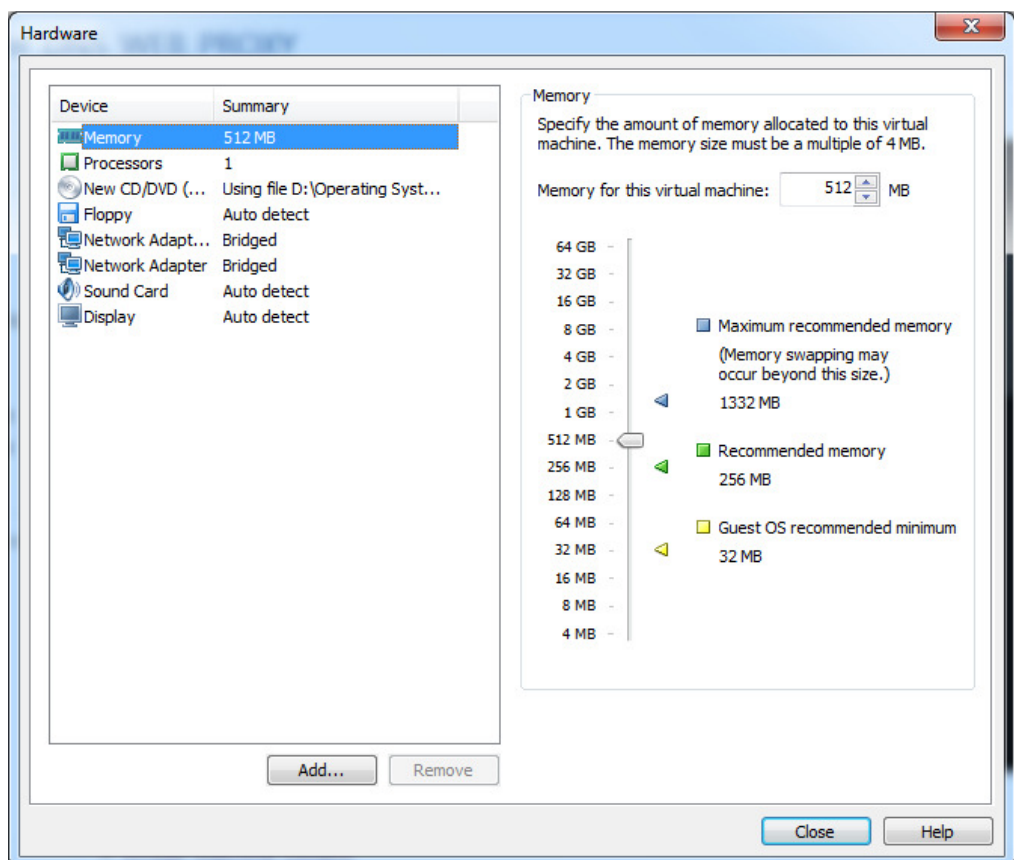 Hardware
Device Summary
Memory 512 MB
Processors 1
New CD/DVD (... Using file D:\Operating Syst...
Floppy Auto detect
Network Adapt... Bridged
Network Adapter Bridged
Sound Card Auto detect
Display Auto detect
Add... Remove
Memory
Specify the amount of memory allocated to this virtual
machine. The memory size must be a multiple of 4 MB.
Memory for this virtual machine: 512 MB
64 GB
32 GB
16 GB
8 GB
4 GB
2 GB
1 GB
512 MB
256 MB
128 MB
64 MB
32 MB
16 MB
8 MB
4 MB
Maximum recommended memory
(Memory swapping may
occur beyond this size.)
1332 MB
Recommended memory
256 MB
Guest OS recommended minimum
32 MB
Close Help